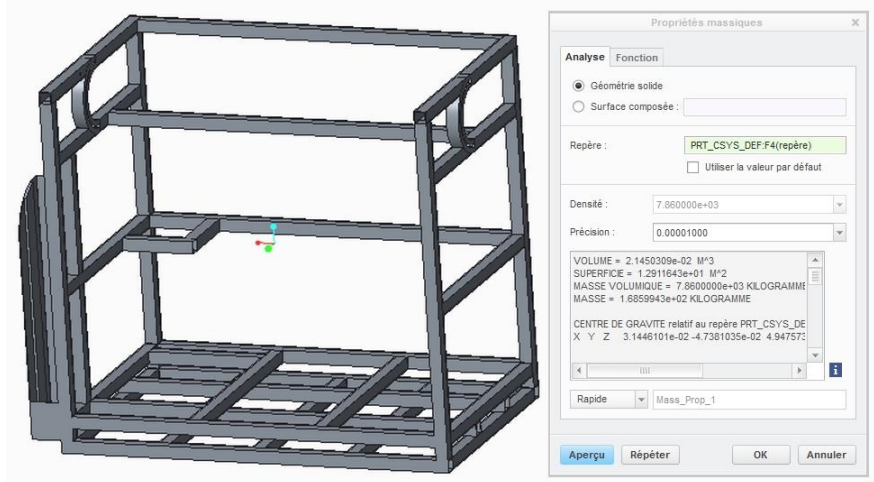 Propriétés massiques
Analyse Fonction
Géométrie solide
Surface composée :
Repère : PRT_CSYS_DEF:F4(repère)
Utiliser la valeur par défaut
Densité : 7.860000e+03
Précision : 0.00001000
VOLUME = 2.1450309e-02 M^3
SUPERFICIE = 1.2911643e+01 M^2
MASSE VOLUMIQUE = 7.8600000e+03 KILOGRAMME
MASSE = 1.6859943e+02 KILOGRAMME
CENTRE DE GRAVITE relatif au repère PRT_CSYS_DE
X Y Z 3.1446101e-02 -4.7381035e-02 4.947573
Rapide Mass_Prop_1
Aperçu Répéter OK Annuler